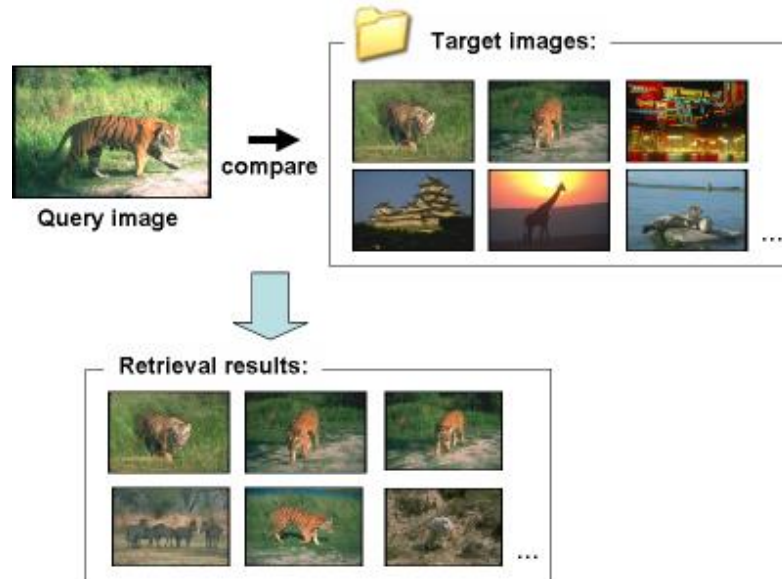 Target images:
compare
Query image
...
Retrieval results:
...